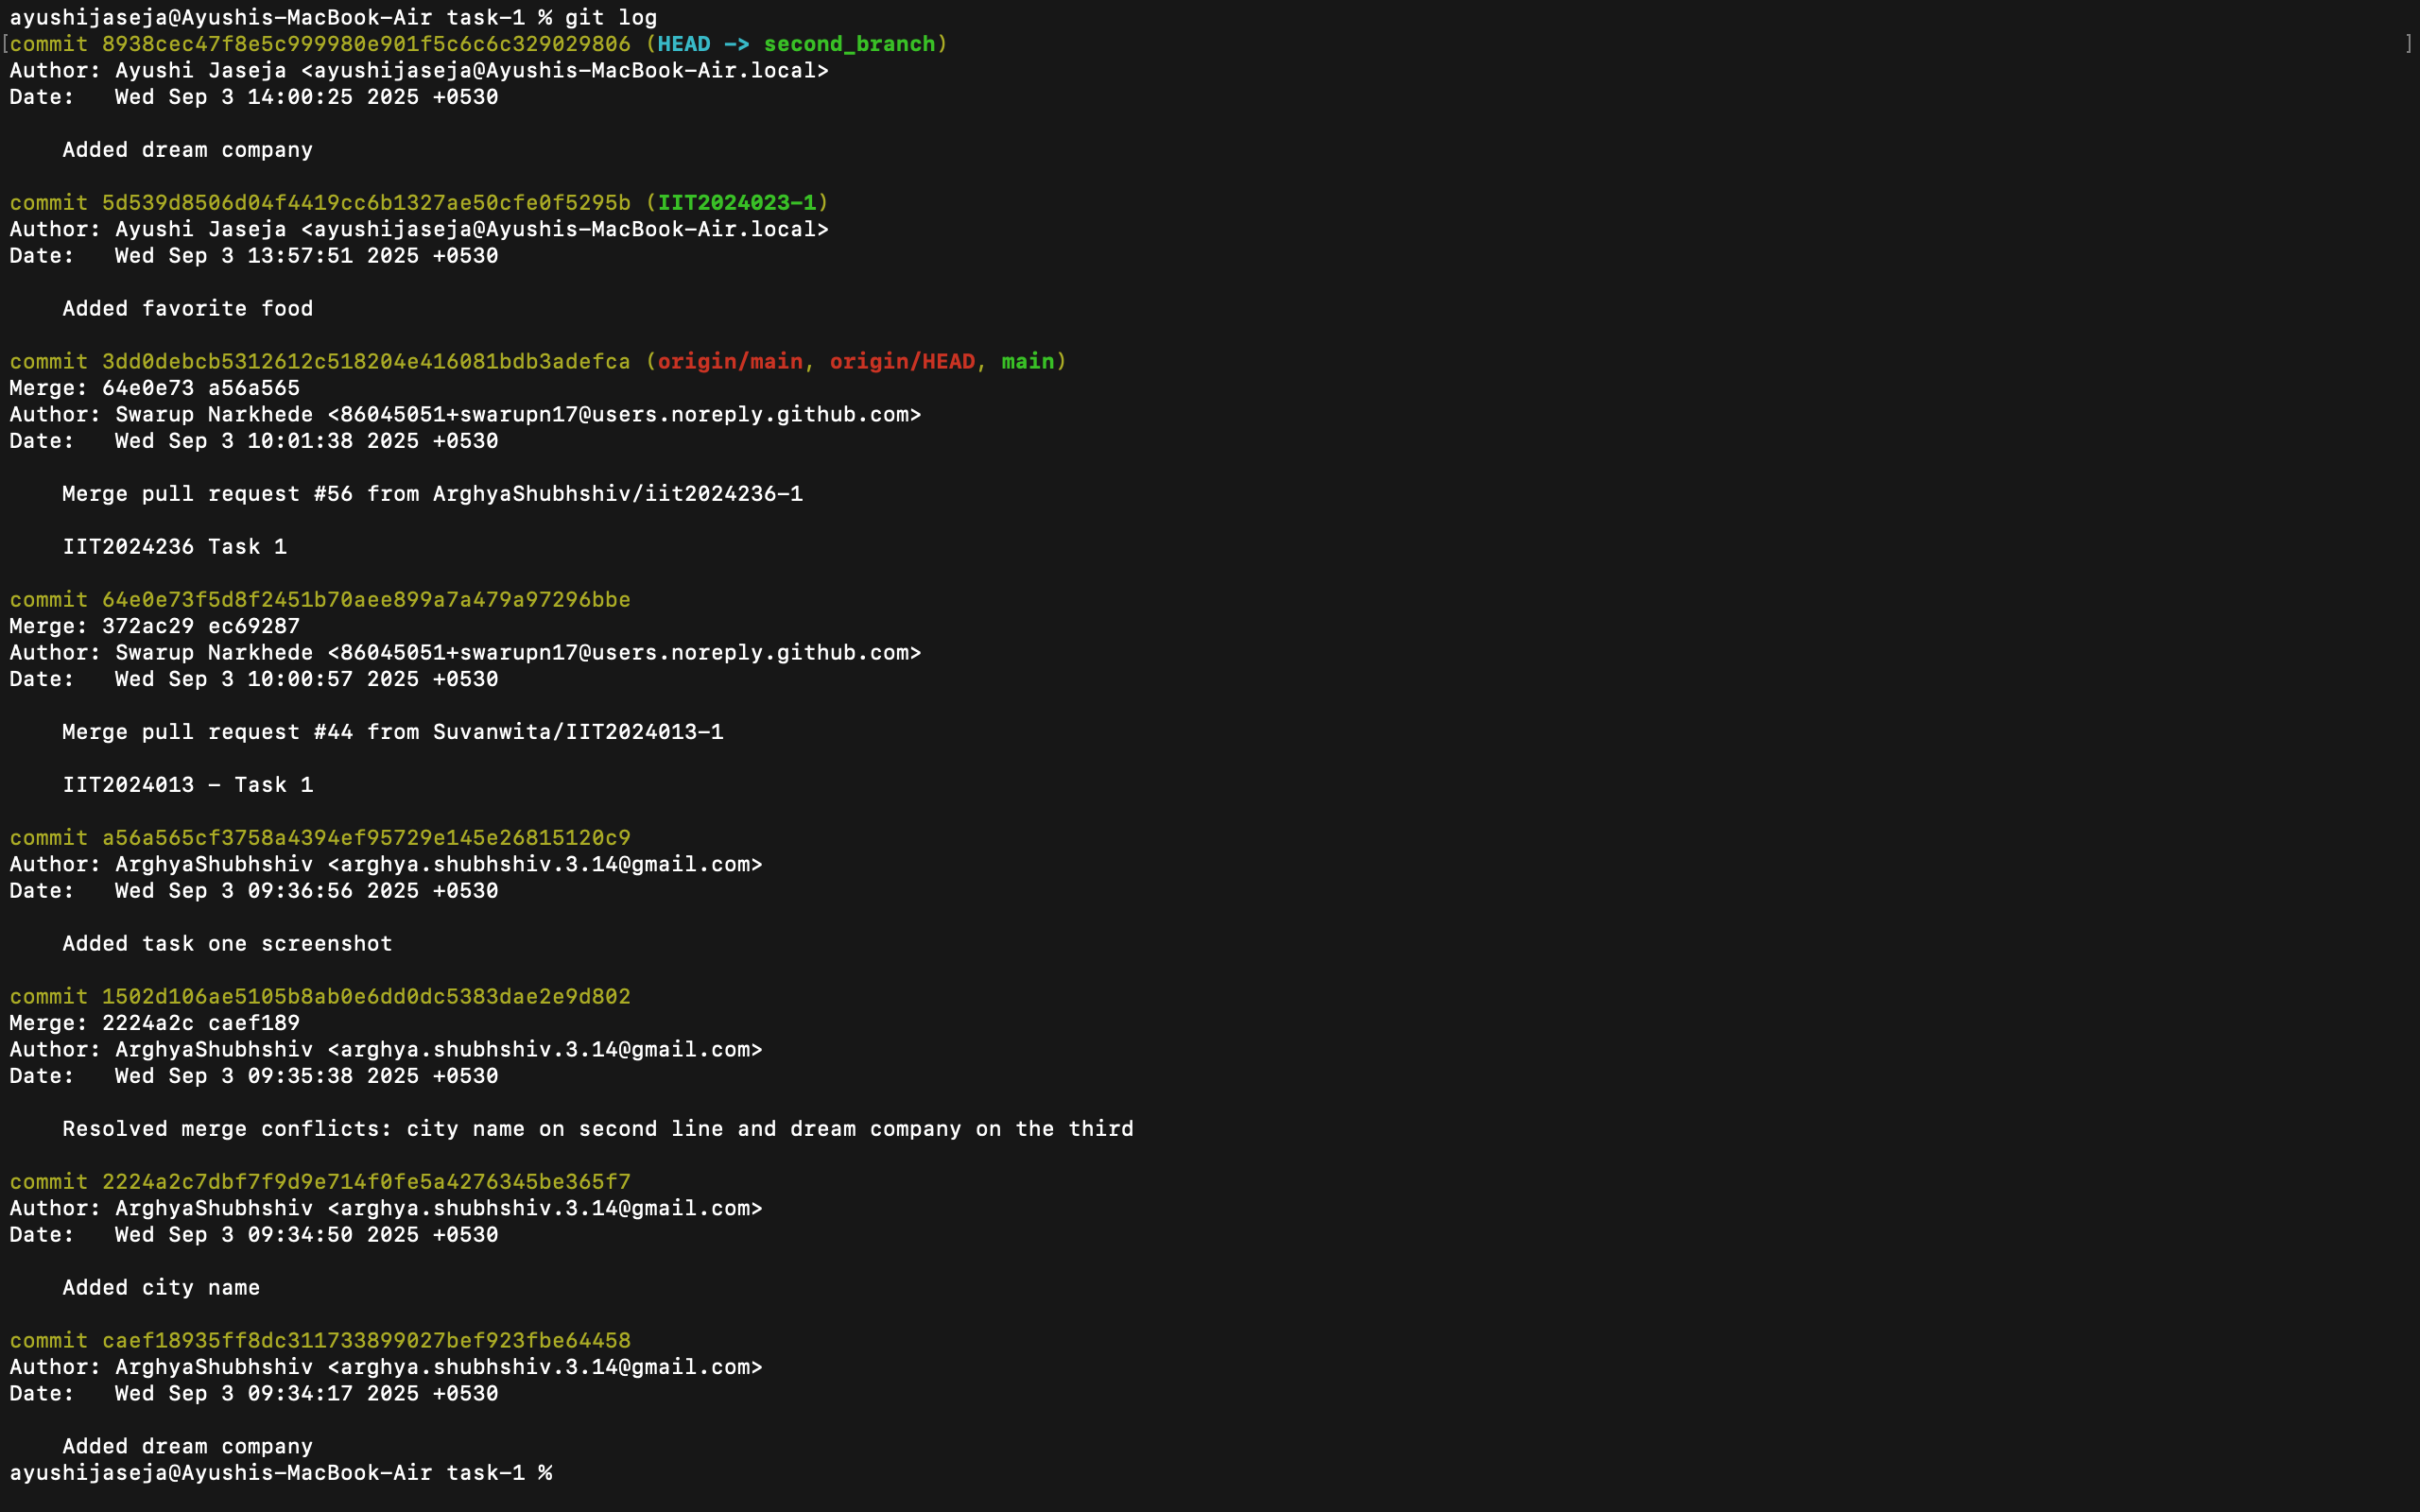 ayushijaseja@Ayushis-MacBook-Air task-1 % git log
[commit 8938cec47f8e5c999980e901f5c6c6c329029806 (HEAD -> second_branch) ]
Author: Ayushi Jaseja <ayushijaseja@Ayushis-MacBook-Air.local>
Date:   Wed Sep 3 14:00:25 2025 +0530
    Added dream company
commit 5d539d8506d04f4419cc6b1327ae50cfe0f5295b (IIT2024023-1)
Author: Ayushi Jaseja <ayushijaseja@Ayushis-MacBook-Air.local>
Date:   Wed Sep 3 13:57:51 2025 +0530
    Added favorite food
commit 3dd0debcb5312612c518204e416081bdb3adefca (origin/main, origin/HEAD, main)
Merge: 64e0e73 a56a565
Author: Swarup Narkhede <86045051+swarupn17@users.noreply.github.com>
Date:   Wed Sep 3 10:01:38 2025 +0530
    Merge pull request #56 from ArghyaShubhshiv/iit2024236-1
    IIT2024236 Task 1
commit 64e0e73f5d8f2451b70aee899a7a479a97296bbe
Merge: 372ac29 ec69287
Author: Swarup Narkhede <86045051+swarupn17@users.noreply.github.com>
Date:   Wed Sep 3 10:00:57 2025 +0530
    Merge pull request #44 from Suvanwita/IIT2024013-1
    IIT2024013 - Task 1
commit a56a565cf3758a4394ef95729e145e26815120c9
Author: ArghyaShubhshiv <arghya.shubhshiv.3.14@gmail.com>
Date:   Wed Sep 3 09:36:56 2025 +0530
    Added task one screenshot
commit 1502d106ae5105b8ab0e6dd0dc5383dae2e9d802
Merge: 2224a2c caef189
Author: ArghyaShubhshiv <arghya.shubhshiv.3.14@gmail.com>
Date:   Wed Sep 3 09:35:38 2025 +0530
    Resolved merge conflicts: city name on second line and dream company on the third
commit 2224a2c7dbf7f9d9e714f0fe5a4276345be365f7
Author: ArghyaShubhshiv <arghya.shubhshiv.3.14@gmail.com>
Date:   Wed Sep 3 09:34:50 2025 +0530
    Added city name
commit caef18935ff8dc311733899027bef923fbe64458
Author: ArghyaShubhshiv <arghya.shubhshiv.3.14@gmail.com>
Date:   Wed Sep 3 09:34:17 2025 +0530
    Added dream company
ayushijaseja@Ayushis-MacBook-Air task-1 %